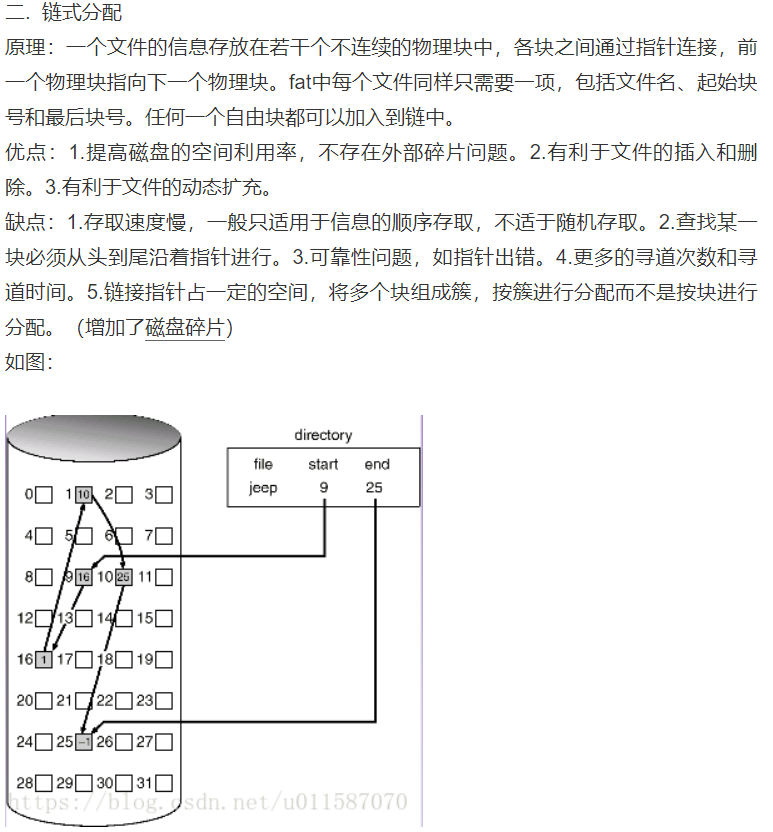 二. 链式分配
原理：一个文件的信息存放在若干个不连续的物理块中，各块之间通过指针连接，前
一个物理块指向下一个物理块。fat中每个文件同样只需要一项，包括文件名、起始块
号和最后块号。任何一个自由块都可以加入到链中。
优点：1.提高磁盘的空间利用率，不存在外部碎片问题。2.有利于文件的插入和删
除。3.有利于文件的动态扩充。
缺点：1.存取速度慢，一般只适用于信息的顺序存取，不适于随机存取。2.查找某一
块必须从头到尾沿着指针进行。3.可靠性问题，如指针出错。4.更多的寻道次数和寻
道时间。5.链接指针占一定的空间，将多个块组成簇，按簇进行分配而不是按块进行
分配。（增加了磁盘碎片）
如图：
directory
file start end
jeep 9 25
0 1 10 2 3
4 5 6 7
8 9 16 10 25 11
12 13 14 15
16 1 17 18 19
20 21 22 23
24 25 -1 26 27
28 29 30 31
https://blog.csdn.net/u011587070